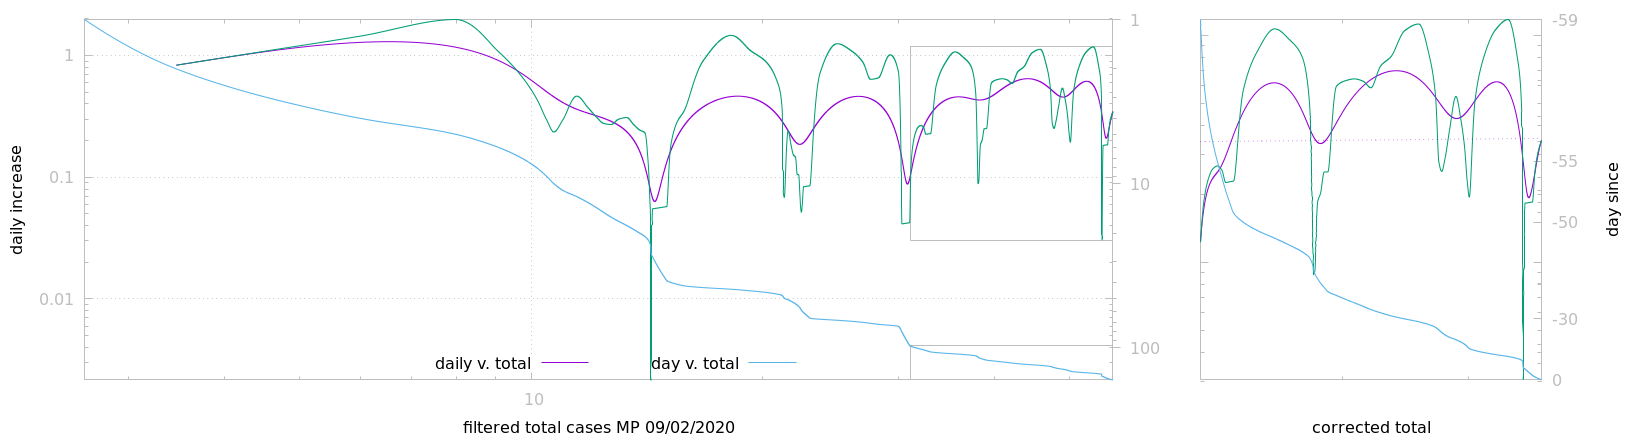 1
0.1
0.01
daily increase
daily v. total
day v. total
10
filtered total cases MP 09/02/2020
1
10
100
-59
-55
-50
-30
0
day since
corrected total